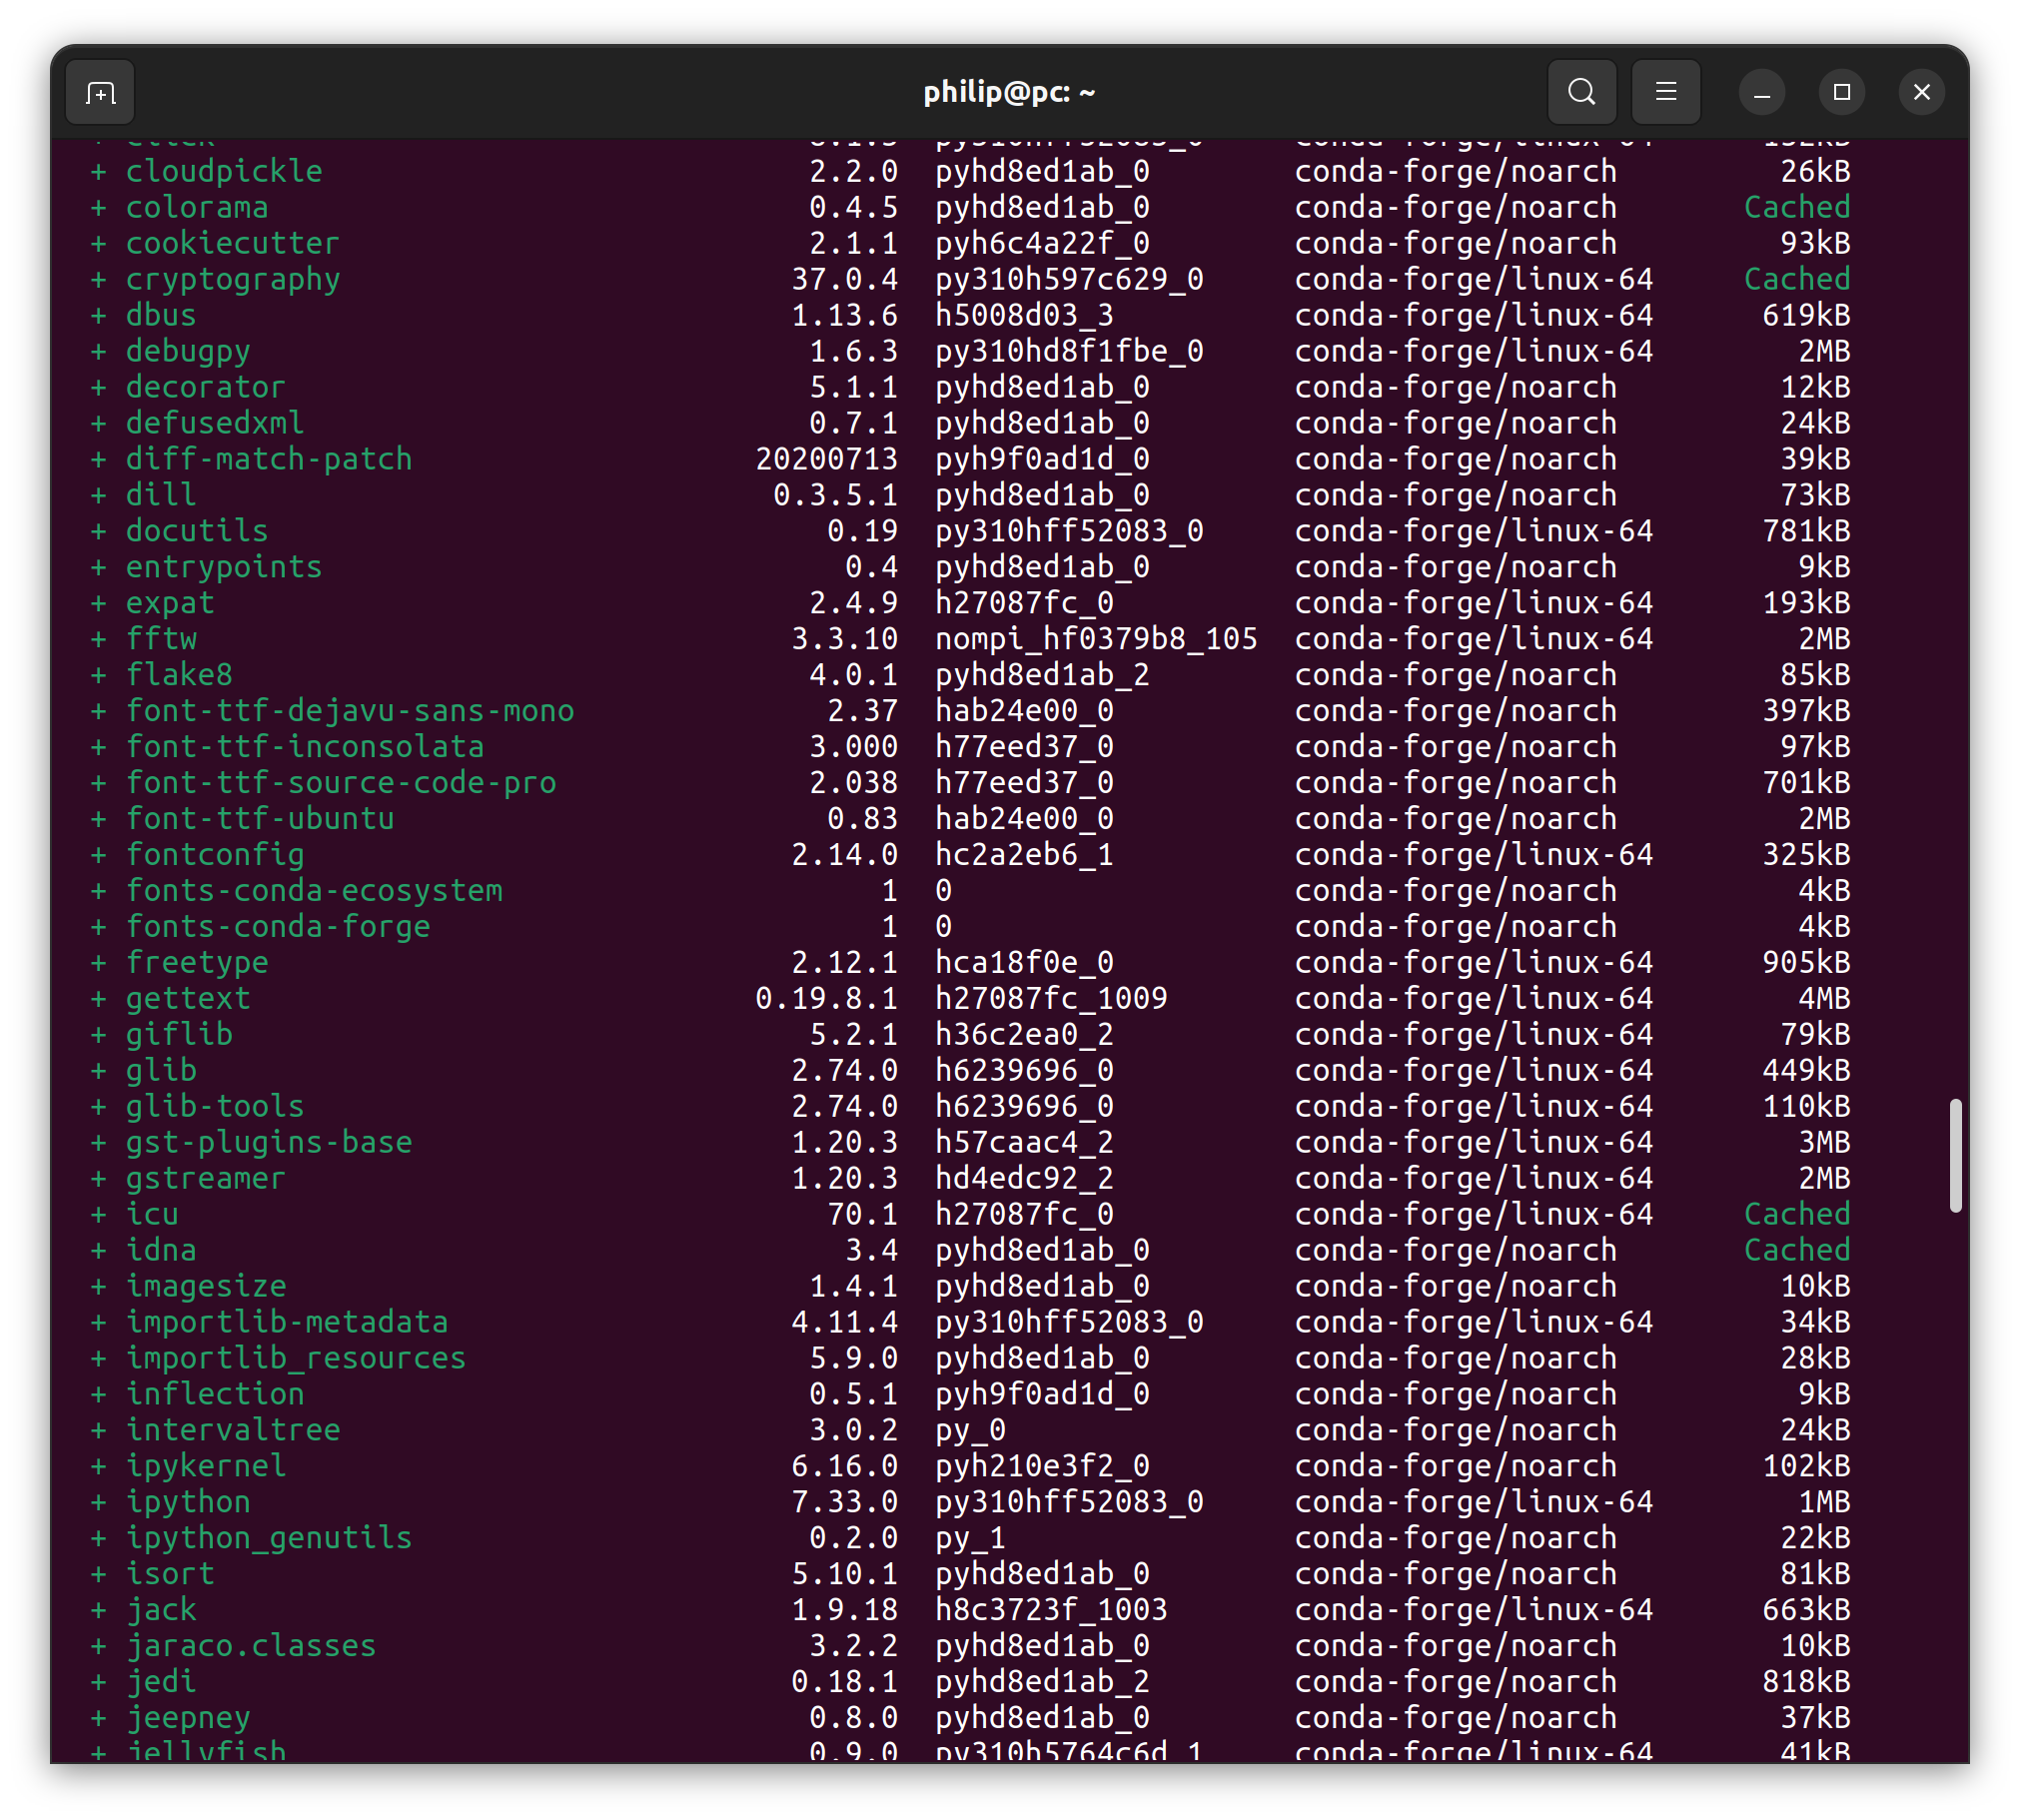 philip@pc: ~
+ click 8.1.3 py310hff52083_0 conda-forge/linux-64 132kB
+ cloudpickle 2.2.0 pyhd8ed1ab_0 conda-forge/noarch 26kB
+ colorama 0.4.5 pyhd8ed1ab_0 conda-forge/noarch Cached
+ cookiecutter 2.1.1 pyh6c4a22f_0 conda-forge/noarch 93kB
+ cryptography 37.0.4 py310h597c629_0 conda-forge/linux-64 Cached
+ dbus 1.13.6 h5008d03_3 conda-forge/linux-64 619kB
+ debugpy 1.6.3 py310hd8f1fbe_0 conda-forge/linux-64 2MB
+ decorator 5.1.1 pyhd8ed1ab_0 conda-forge/noarch 12kB
+ defusedxml 0.7.1 pyhd8ed1ab_0 conda-forge/noarch 24kB
+ diff-match-patch 20200713 pyh9f0ad1d_0 conda-forge/noarch 39kB
+ dill 0.3.5.1 pyhd8ed1ab_0 conda-forge/noarch 73kB
+ docutils 0.19 py310hff52083_0 conda-forge/linux-64 781kB
+ entrypoints 0.4 pyhd8ed1ab_0 conda-forge/noarch 9kB
+ expat 2.4.9 h27087fc_0 conda-forge/linux-64 193kB
+ fftw 3.3.10 nompi_hf0379b8_105 conda-forge/linux-64 2MB
+ flake8 4.0.1 pyhd8ed1ab_2 conda-forge/noarch 85kB
+ font-ttf-dejavu-sans-mono 2.37 hab24e00_0 conda-forge/noarch 397kB
+ font-ttf-inconsolata 3.000 h77eed37_0 conda-forge/noarch 97kB
+ font-ttf-source-code-pro 2.038 h77eed37_0 conda-forge/noarch 701kB
+ font-ttf-ubuntu 0.83 hab24e00_0 conda-forge/noarch 2MB
+ fontconfig 2.14.0 hc2a2eb6_1 conda-forge/linux-64 325kB
+ fonts-conda-ecosystem 1 0 conda-forge/noarch 4kB
+ fonts-conda-forge 1 0 conda-forge/noarch 4kB
+ freetype 2.12.1 hca18f0e_0 conda-forge/linux-64 905kB
+ gettext 0.19.8.1 h27087fc_1009 conda-forge/linux-64 4MB
+ giflib 5.2.1 h36c2ea0_2 conda-forge/linux-64 79kB
+ glib 2.74.0 h6239696_0 conda-forge/linux-64 449kB
+ glib-tools 2.74.0 h6239696_0 conda-forge/linux-64 110kB
+ gst-plugins-base 1.20.3 h57caac4_2 conda-forge/linux-64 3MB
+ gstreamer 1.20.3 hd4edc92_2 conda-forge/linux-64 2MB
+ icu 70.1 h27087fc_0 conda-forge/linux-64 Cached
+ idna 3.4 pyhd8ed1ab_0 conda-forge/noarch Cached
+ imagesize 1.4.1 pyhd8ed1ab_0 conda-forge/noarch 10kB
+ importlib-metadata 4.11.4 py310hff52083_0 conda-forge/linux-64 34kB
+ importlib_resources 5.9.0 pyhd8ed1ab_0 conda-forge/noarch 28kB
+ inflection 0.5.1 pyh9f0ad1d_0 conda-forge/noarch 9kB
+ intervaltree 3.0.2 py_0 conda-forge/noarch 24kB
+ ipykernel 6.16.0 pyh210e3f2_0 conda-forge/noarch 102kB
+ ipython 7.33.0 py310hff52083_0 conda-forge/linux-64 1MB
+ ipython_genutils 0.2.0 py_1 conda-forge/noarch 22kB
+ isort 5.10.1 pyhd8ed1ab_0 conda-forge/noarch 81kB
+ jack 1.9.18 h8c3723f_1003 conda-forge/linux-64 663kB
+ jaraco.classes 3.2.2 pyhd8ed1ab_0 conda-forge/noarch 10kB
+ jedi 0.18.1 pyhd8ed1ab_2 conda-forge/noarch 818kB
+ jeepney 0.8.0 pyhd8ed1ab_0 conda-forge/noarch 37kB
+ jellyfish 0.9.0 py310h5764c6d_1 conda-forge/linux-64 41kB